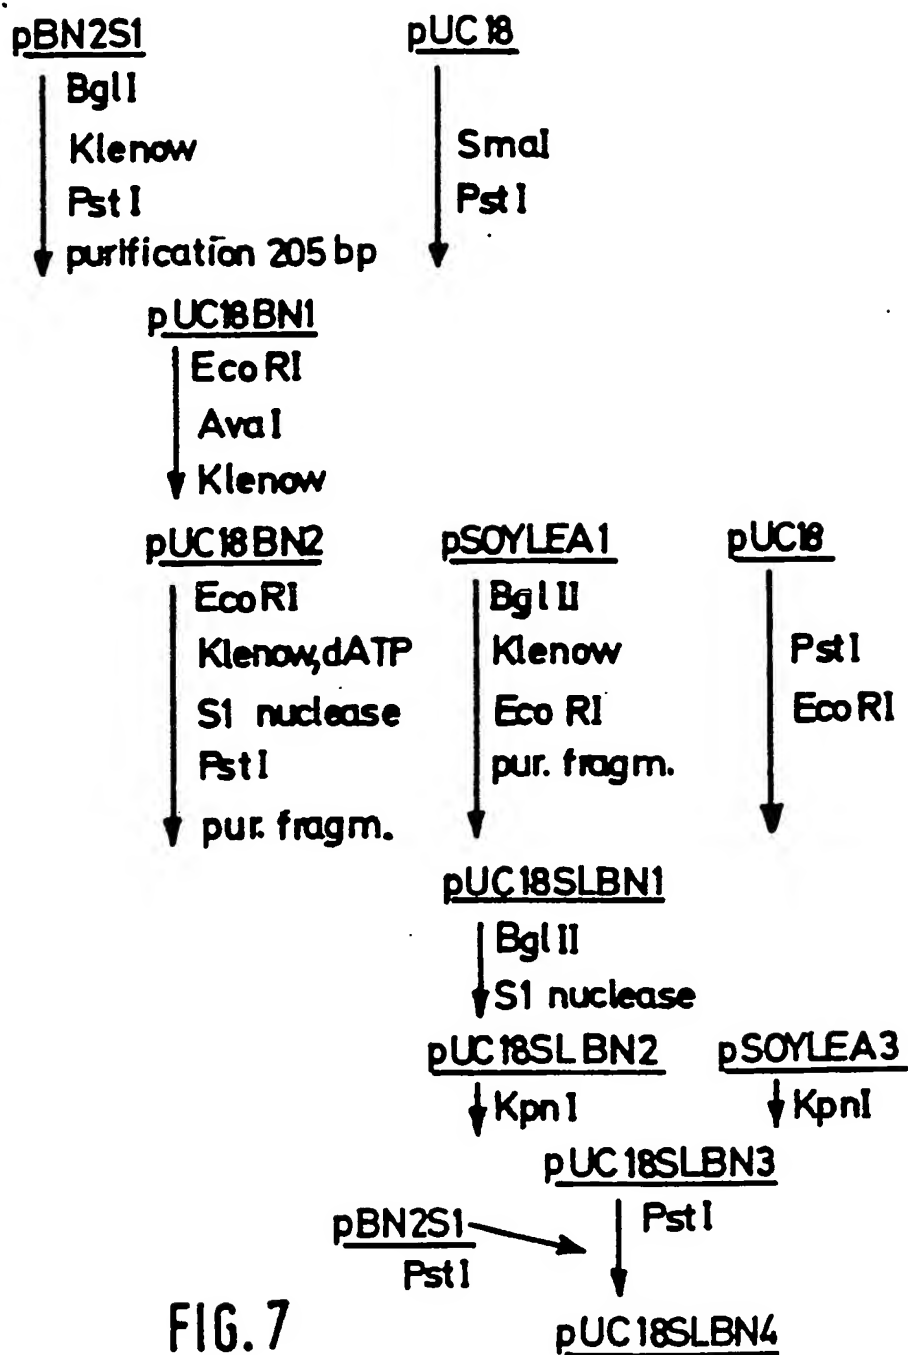 pBN2S1
BglI
Klenow
PstI
purification 205 bp
pUC18
SmaI
PstI
pUC18BN1
EcoRI
AvaI
Klenow
pUC18BN2
EcoRI
Klenow,dATP
S1 nuclease
PstI
pur. fragm.
pSOYLEA1
BglII
Klenow
EcoRI
pur. fragm.
pUC18
PstI
EcoRI
pUC18SLBN1
BglII
S1 nuclease
pUC18SLBN2
KpnI
pSOYLEA3
KpnI
pUC18SLBN3
PstI
pBN2S1
PstI
pUC18SLBN4
FIG. 7